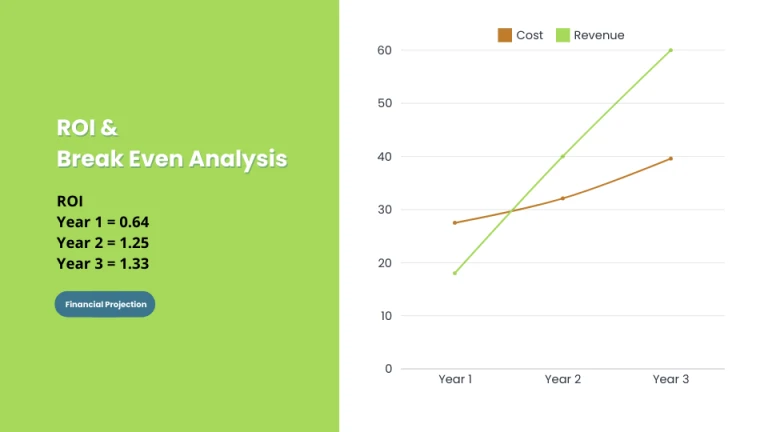 ROI &
Break Even Analysis
ROI
Year 1 = 0.64
Year 2 = 1.25
Year 3 = 1.33
Financial Projection
Cost Revenue
60
50
40
30
20
10
0
Year 1 Year 2 Year 3